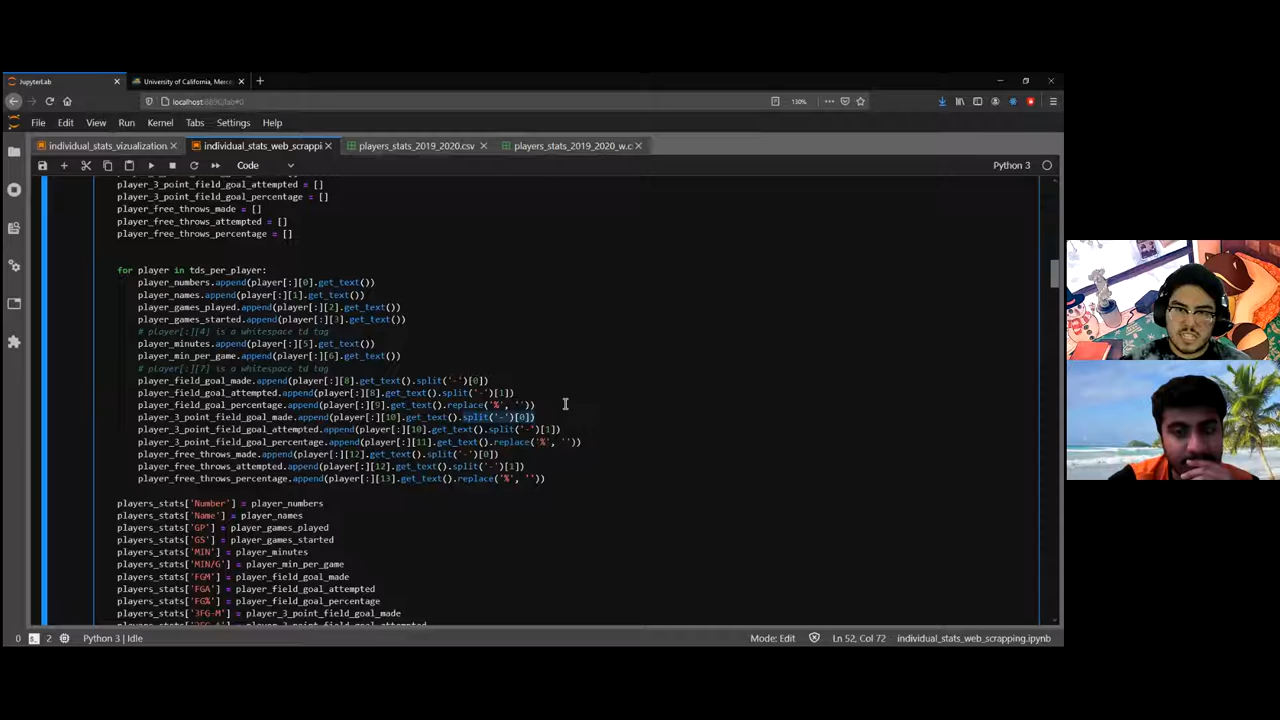 JupyterLab
University of California, Merce
localhost:8890/lab#0
130%
File Edit View Run Kernel Tabs Settings Help
individual_stats_vizualization.
individual_stats_web_scrappi
players_stats_2019_2020.csv
players_stats_2019_2020_w.c
Code
Python 3
player_3_point_field_goal_attempted = []
player_3_point_field_goal_percentage = []
player_free_throws_made = []
player_free_throws_attempted = []
player_free_throws_percentage = []
for player in tds_per_player:
player_numbers.append(player[:][0].get_text())
player_names.append(player[:][1].get_text())
player_games_played.append(player[:][2].get_text())
player_games_started.append(player[:][3].get_text())
# player[:][4] is a whitespace td tag
player_minutes.append(player[:][5].get_text())
player_min_per_game.append(player[:][6].get_text())
# player[:][7] is a whitespace td tag
player_field_goal_made.append(player[:][8].get_text().split('-')[0])
player_field_goal_attempted.append(player[:][8].get_text().split('-')[1])
player_field_goal_percentage.append(player[:][9].get_text().replace('%', ''))
player_3_point_field_goal_made.append(player[:][10].get_text().split('-')[0])
player_3_point_field_goal_attempted.append(player[:][10].get_text().split('-')[1])
player_3_point_field_goal_percentage.append(player[:][11].get_text().replace('%', ''))
player_free_throws_made.append(player[:][12].get_text().split('-')[0])
player_free_throws_attempted.append(player[:][12].get_text().split('-')[1])
player_free_throws_percentage.append(player[:][13].get_text().replace('%', ''))
players_stats['Number'] = player_numbers
players_stats['Name'] = player_names
players_stats['GP'] = player_games_played
players_stats['GS'] = player_games_started
players_stats['MIN'] = player_minutes
players_stats['MIN/G'] = player_min_per_game
players_stats['FGM'] = player_field_goal_made
players_stats['FGA'] = player_field_goal_attempted
players_stats['FG%'] = player_field_goal_percentage
players_stats['3FG-M'] = player_3_point_field_goal_made
0 2 Python 3 | Idle
Mode: Edit Ln 52, Col 72 individual_stats_web_scrapping.ipynb